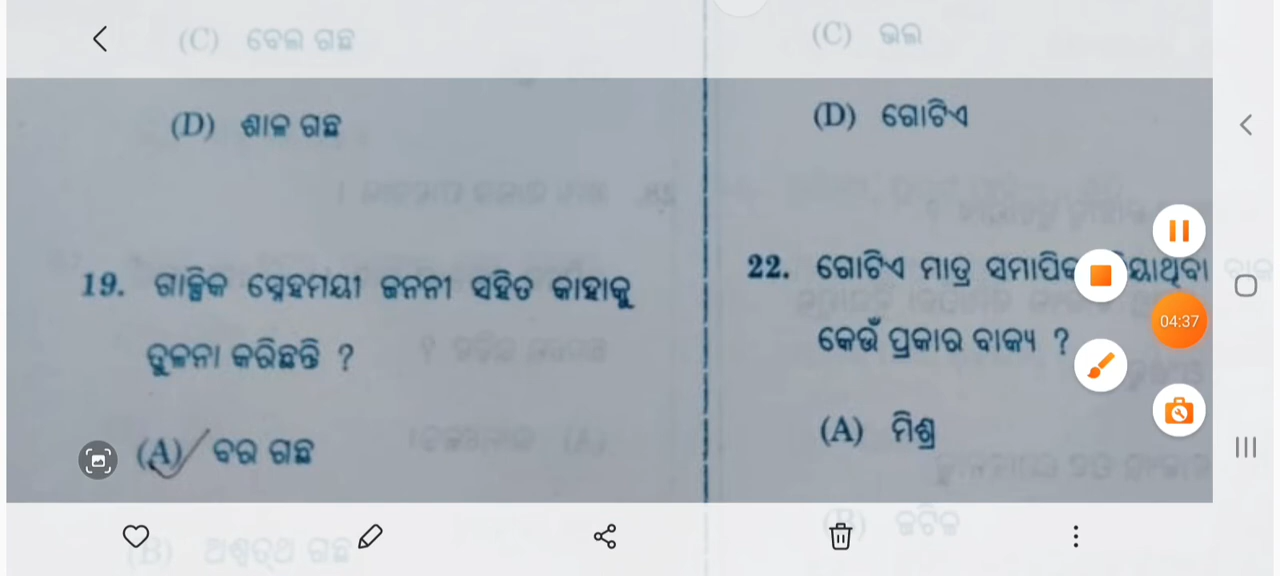 (C) ବେଲ ଗଛ
(D) ଶାଳ ଗଛ
19. ଗାଳ୍ପିକ ସ୍ନେହମୟୀ ଜନନୀ ସହିତ କାହାକୁ
ତୁଳନା କରିଛନ୍ତି ?
(A) ବର ଗଛ
(B) ଅଶ୍ୱତ୍ଥ ଗଛ
(C) ଭଲ
(D) ଗୋଟିଏ
22. ଗୋଟିଏ ମାତ୍ର ସମାପିକା
କେଉଁ ପ୍ରକାର ବାକ୍ୟ ?
(A) ମିଶ୍ର
(B) ଜଟିଳ
04:37